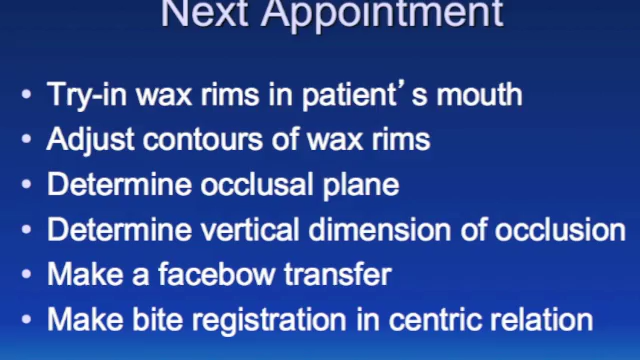 Next Appointment
• Try-in wax rims in patient's mouth
• Adjust contours of wax rims
• Determine occlusal plane
• Determine vertical dimension of occlusion
• Make a facebow transfer
• Make bite registration in centric relation